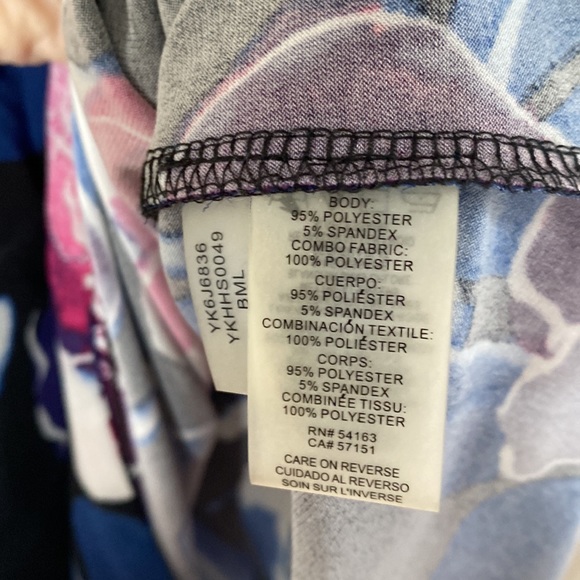 BODY:
95% POLYESTER
5% SPANDEX
COMBO FABRIC:
100% POLYESTER
CUERPO:
95% POLIÉSTER
5% SPANDEX
COMBINACIÓN TEXTILE:
100% POLIÉSTER
CORPS:
95% POLYESTER
5% SPANDEX
COMBINÉE TISSU:
100% POLYESTER
RN# 54163
CA# 57151
CARE ON REVERSE
CUIDADO AL REVERSO
SOIN SUR L'INVERSE
YK6J6836
YKHHS0049
BML